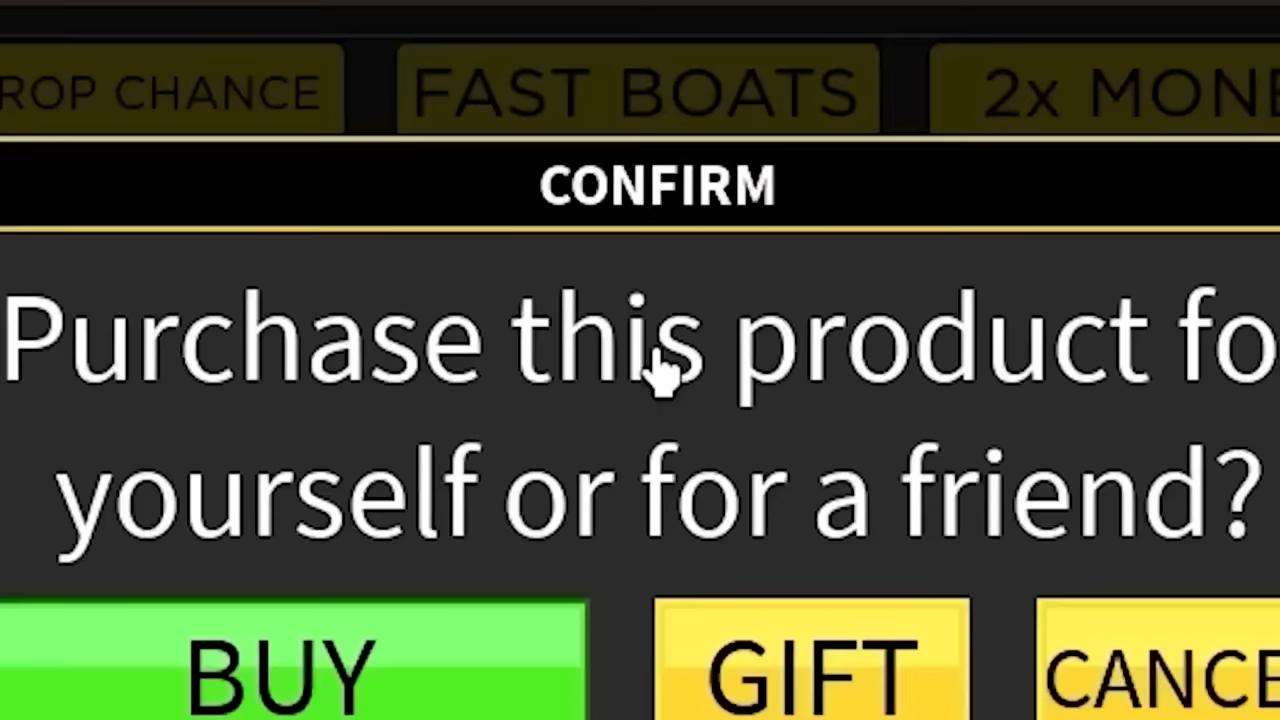 ROP CHANCE FAST BOATS 2x MONE
CONFIRM
Purchase this product fo
yourself or for a friend?
BUY GIFT CANCE